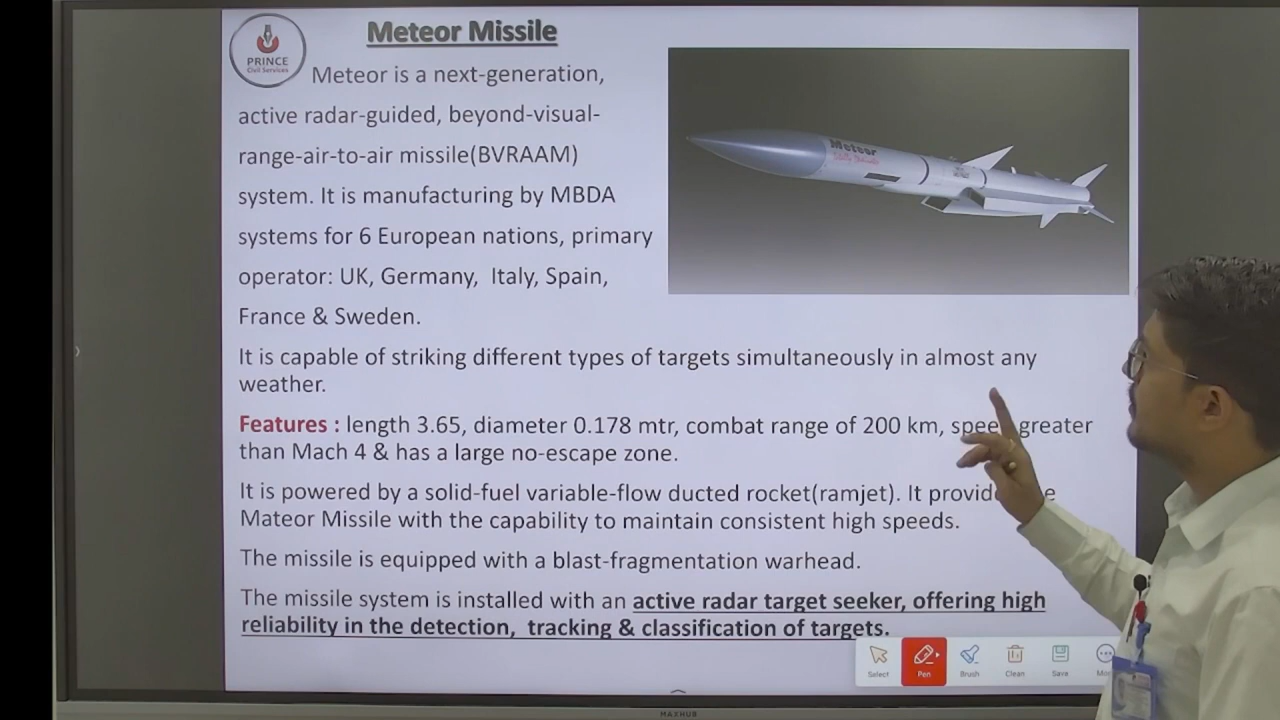 Meteor Missile
PRINCE
Civil Services
Meteor is a next-generation,
active radar-guided, beyond-visual-
range-air-to-air missile(BVRAAM)
system. It is manufacturing by MBDA
systems for 6 European nations, primary
operator: UK, Germany, Italy, Spain,
France & Sweden.
Meteor
It is capable of striking different types of targets simultaneously in almost any
weather.
Features : length 3.65, diameter 0.178 mtr, combat range of 200 km, greater
than Mach 4 & has a large no-escape zone.
It is powered by a solid-fuel variable-flow ducted rocket(ramjet). It
Mateor Missile with the capability to maintain consistent high speeds.
The missile is equipped with a blast-fragmentation warhead.
The missile system is installed with an active radar target seeker, offering high
reliability in the detection, tracking & classification of targets.
Select
Pen
Brush
Clean
Save
MAXHUB